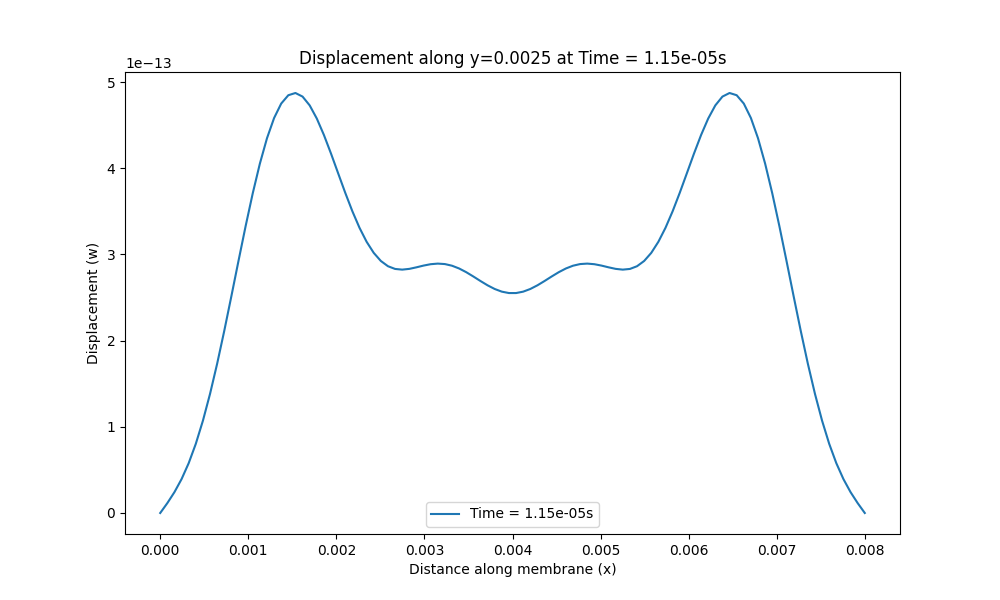 Displacement along y=0.0025 at Time = 1.15e-05s
1e−13
5
4
3
2
1
0
Displacement (w)
Time = 1.15e-05s
0.000 0.001 0.002 0.003 0.004 0.005 0.006 0.007 0.008
Distance along membrane (x)